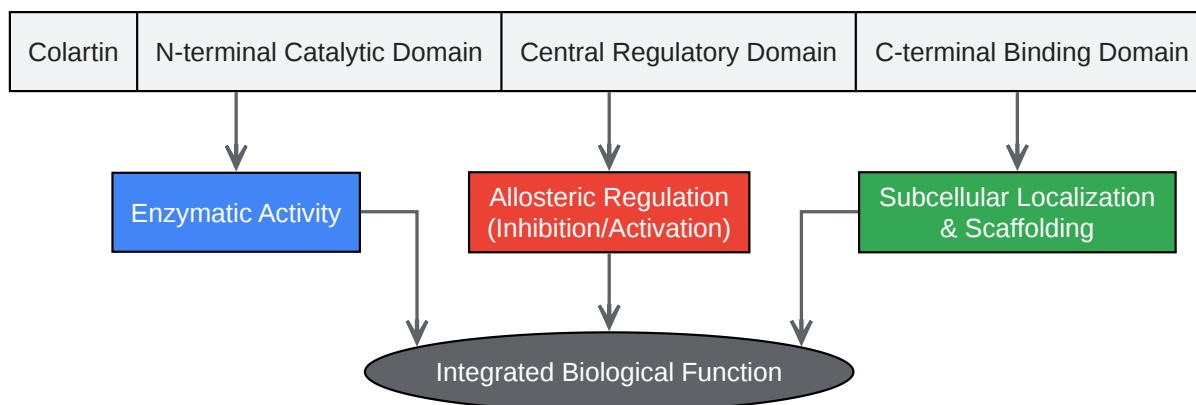 Colartin
N-terminal Catalytic Domain
Central Regulatory Domain
C-terminal Binding Domain
Enzymatic Activity
Allosteric Regulation
(Inhibition/Activation)
Subcellular Localization
& Scaffolding
Integrated Biological Function